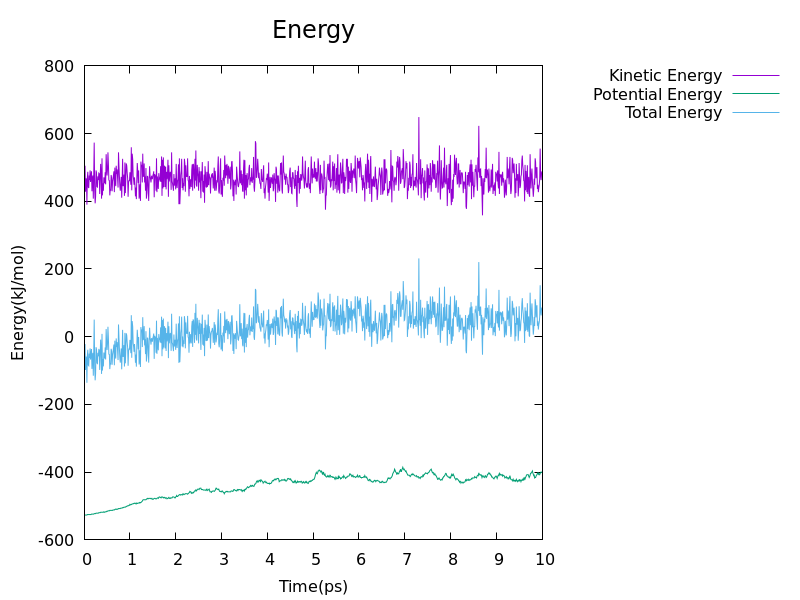 Energy
Kinetic Energy
Potential Energy
Total Energy
Energy(kJ/mol)
800
600
400
200
0
-200
-400
-600
0 1 2 3 4 5 6 7 8 9 10
Time(ps)